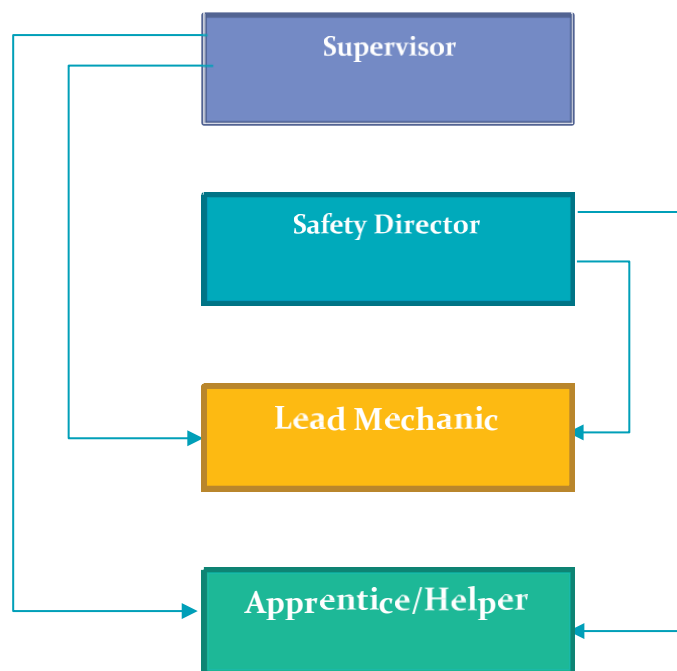 Supervisor
Safety Director
Lead Mechanic
Apprentice/Helper